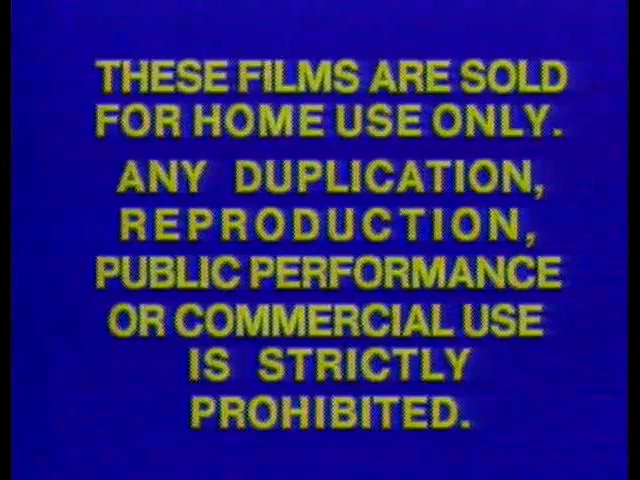 THESE FILMS ARE SOLD
FOR HOME USE ONLY.
ANY DUPLICATION,
REPRODUCTION,
PUBLIC PERFORMANCE
OR COMMERCIAL USE
IS STRICTLY
PROHIBITED.